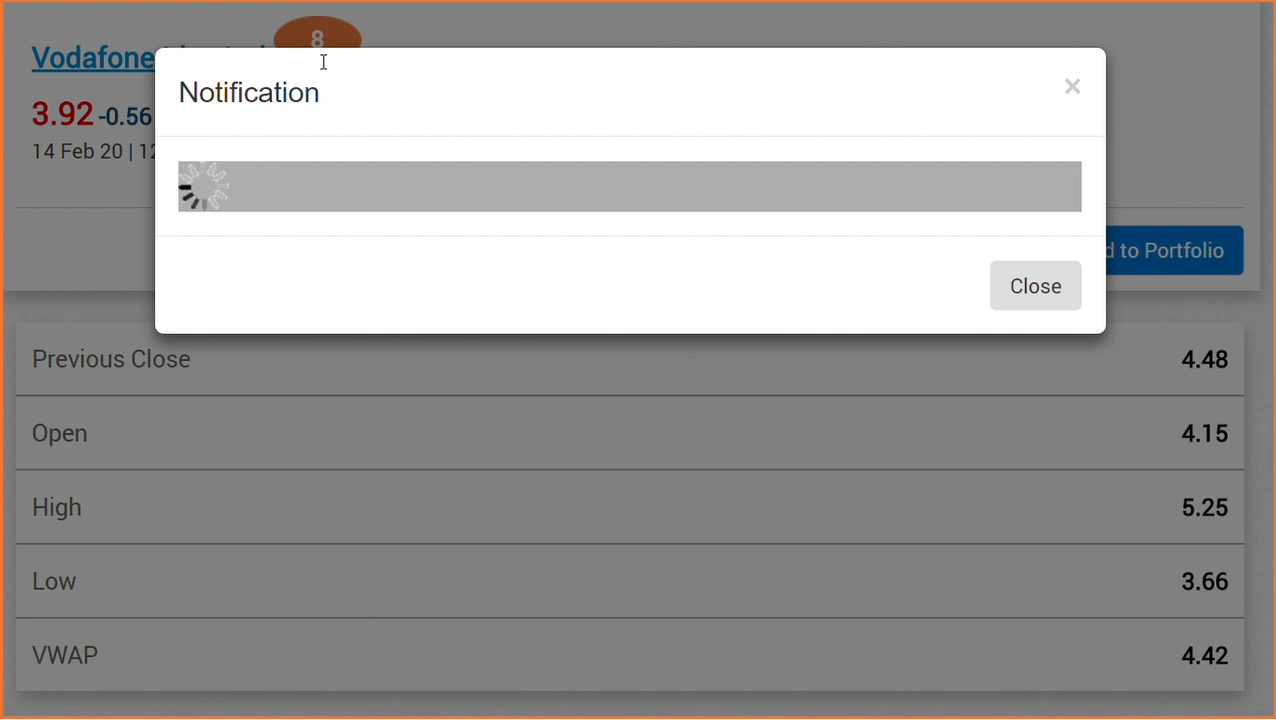 8
Vodafone
Notification
×
3.92 -0.56
14 Feb 20 | 12
d to Portfolio
Close
Previous Close 4.48
Open 4.15
High 5.25
Low 3.66
VWAP 4.42